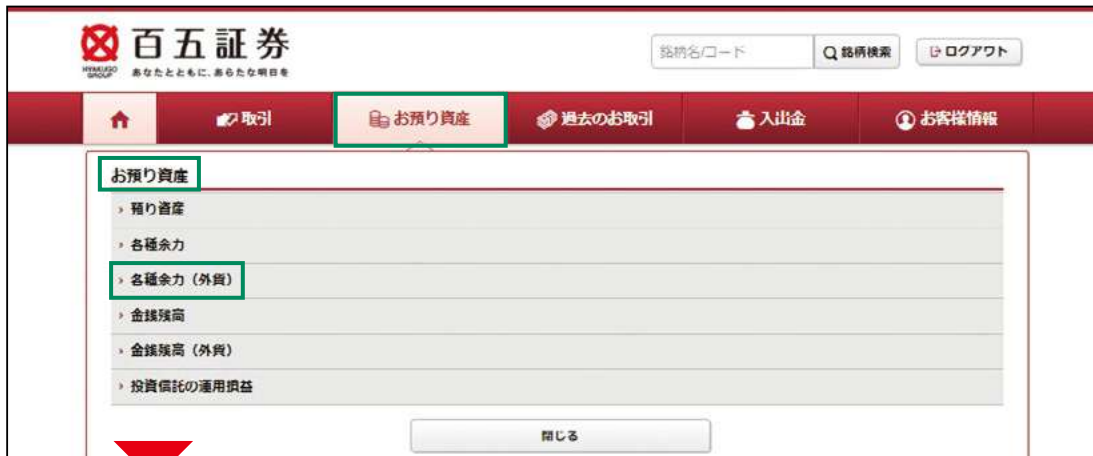 百五証券
HYAKUGO GROUP あなたとともに、あらたな明日を
銘柄名/コード 銘柄検索 ログアウト
取引 お預り資産 過去のお取引 入出金 お客様情報
お預り資産
預り資産
各種余力
各種余力（外貨）
金銭残高
金銭残高（外貨）
投資信託の運用損益
閉じる